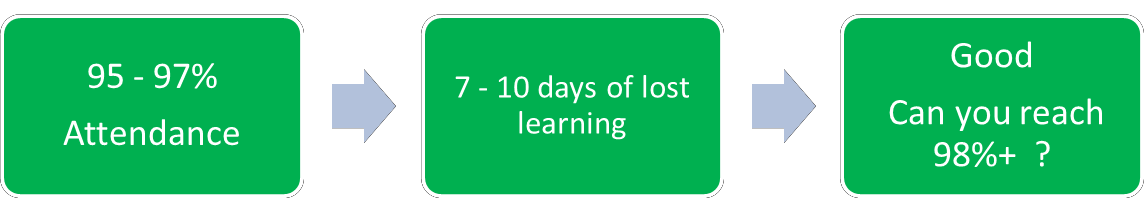 95 - 97%
Attendance
7 - 10 days of lost
learning
Good
Can you reach
98%+ ?